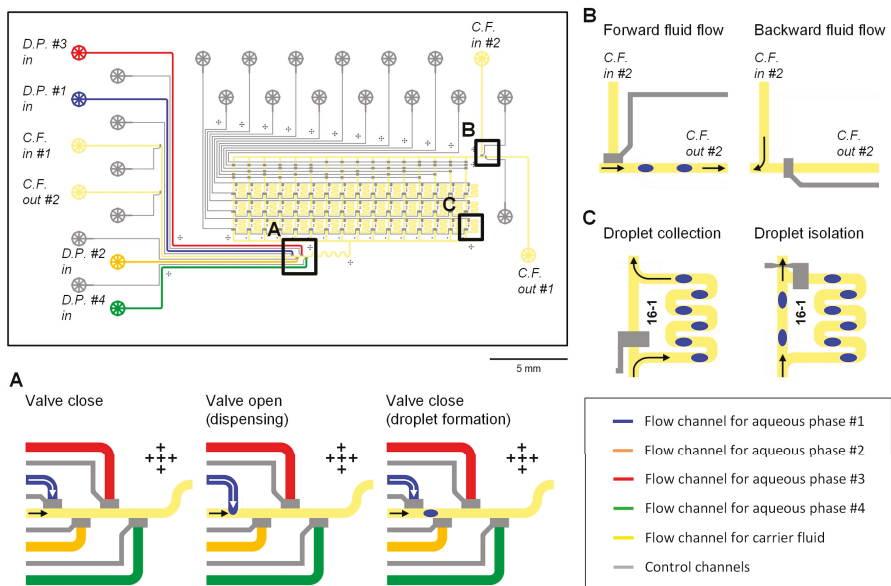 D.P. #3
in
D.P. #1
in
C.F.
in #1
C.F.
out #2
D.P. #2
in
D.P. #4
in
C.F.
in #2
B
C
A
C.F.
out #1
5 mm
B
Forward fluid flow
Backward fluid flow
C.F.
in #2
C.F.
in #2
C.F.
out #2
C.F.
out #2
C
Droplet collection
Droplet isolation
16-1
16-1
A
Valve close
Valve open
(dispensing)
Valve close
(droplet formation)
Flow channel for aqueous phase #1
Flow channel for aqueous phase #2
Flow channel for aqueous phase #3
Flow channel for aqueous phase #4
Flow channel for carrier fluid
Control channels